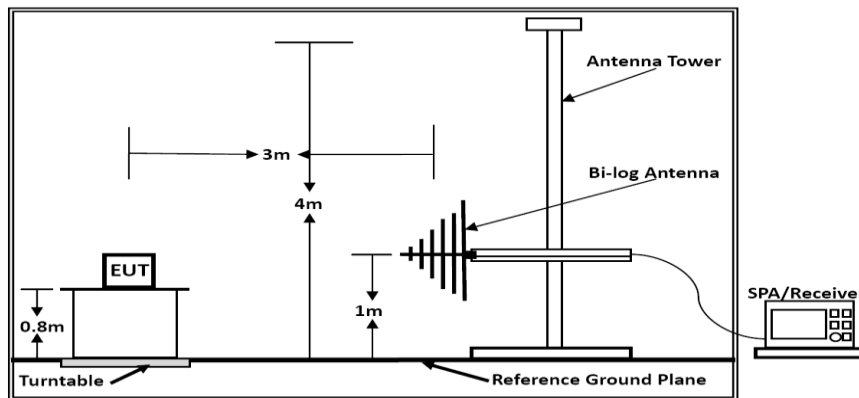 Antenna Tower
3m
Bi-log Antenna
4m
EUT
1m
0.8m
SPA/Receive
Turntable
Reference Ground Plane